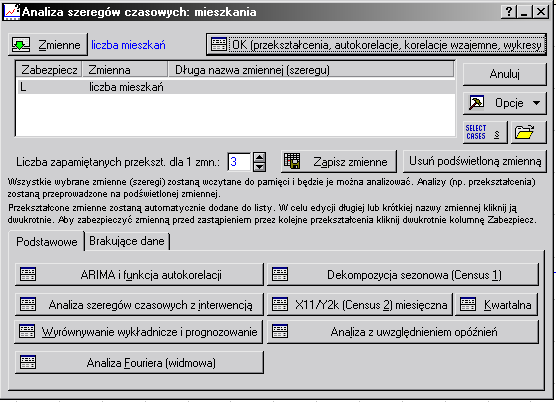 Analiza szeregów czasowych: mieszkania
Zmienne liczba mieszkań OK (przekształcenia, autokorelacje, korelacje wzajemne, wykresy
Zabezpiecz Zmienna Długa nazwa zmiennej (szeregu) Anuluj
L liczba mieszkań
Opcje
SELECT CASES s
Liczba zapamiętanych przekszt. dla 1 zmn.: 3 Zapisz zmienne Usuń podświetloną zmienną
Wszystkie wybrane zmienne (szeregi) zostaną wczytane do pamięci i będzie je można analizować. Analizy (np. przekształcenia)
zostaną przeprowadzone na podświetlonej zmiennej.
Przekształcone zmienne zostaną automatycznie dodane do listy. W celu edycji długiej lub krótkiej nazwy zmiennej kliknij ją
dwukrotnie. Aby zabezpieczyć zmienną przed zastąpieniem przez kolejne przekształcenia kliknij dwukrotnie kolumnę Zabezpiecz.
Podstawowe Brakujące dane
ARIMA i funkcja autokorelacji Dekompozycja sezonowa (Census 1)
Analiza szeregów czasowych z interwencją X11/Y2k (Census 2) miesięczna Kwartalna
Wyrównywanie wykładnicze i prognozowanie Analiza z uwzględnieniem opóźnień
Analiza Fouriera (widmowa)